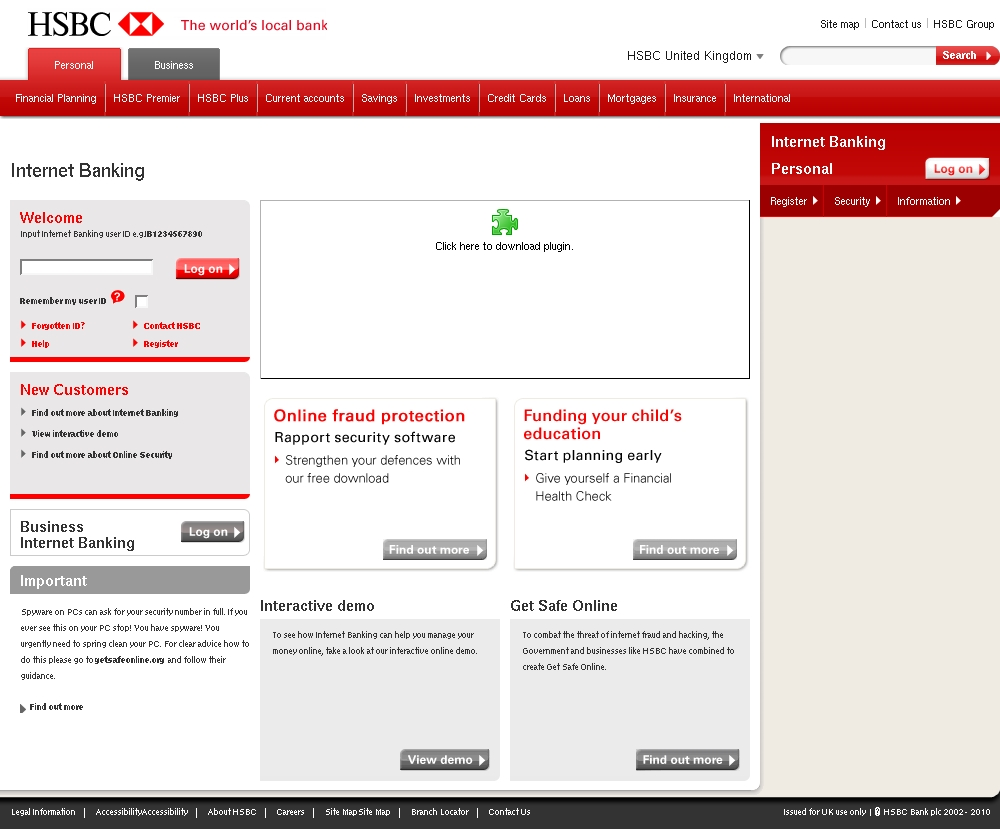 HSBC The world's local bank
Site map Contact us HSBC Group
Personal Business
HSBC United Kingdom Search
Financial Planning HSBC Premier HSBC Plus Current accounts Savings Investments Credit Cards Loans Mortgages Insurance International
Internet Banking
Personal Log on
Register Security Information
Internet Banking
Welcome
Input Internet Banking user ID e.g.IB1234567890
Log on
Remember my user ID ?
Forgotten ID? Contact HSBC
Help Register
New Customers
Find out more about Internet Banking
View interactive demo
Find out more about Online Security
Business
Internet Banking
Log on
Important
Spyware on PCs can ask for your security number in full. If you
ever see this on your PC stop! You have spyware! You
urgently need to spring clean your PC. For clear advice how to
do this please go to getsafeonline.org and follow their
guidance.
Find out more
Click here to download plugin.
Online fraud protection
Rapport security software
Strengthen your defences with
our free download
Find out more
Funding your child's
education
Start planning early
Give yourself a Financial
Health Check
Find out more
Interactive demo
To see how Internet Banking can help you manage your
money online, take a look at our interactive online demo.
View demo
Get Safe Online
To combat the threat of internet fraud and hacking, the
Government and businesses like HSBC have combined to
create Get Safe Online.
Find out more
Legal Information | AccessibilityAccessibility | About HSBC | Careers | Site MapSite Map | Branch Locator | Contact Us
Issued for UK use only | HSBC Bank plc 2002 - 2010